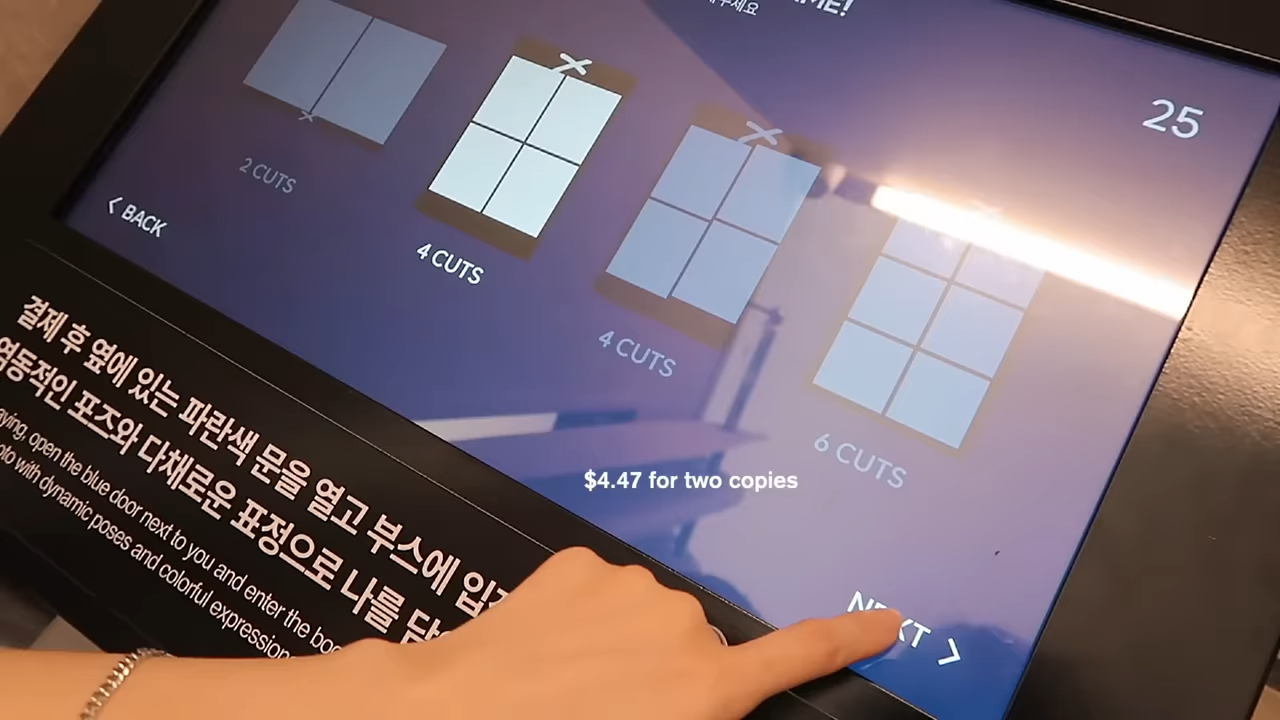 AME!
세요
25
2 CUTS
4 CUTS
4 CUTS
6 CUTS
BACK
$4.47 for two copies
NEXT
결제 후 옆에 있는 파란색 문을 열고 부스에
역동적인 포즈와 다채로운 표정으로 나를
aying, open the blue door next to you and enter the boo
oto with dynamic poses and colorful expression